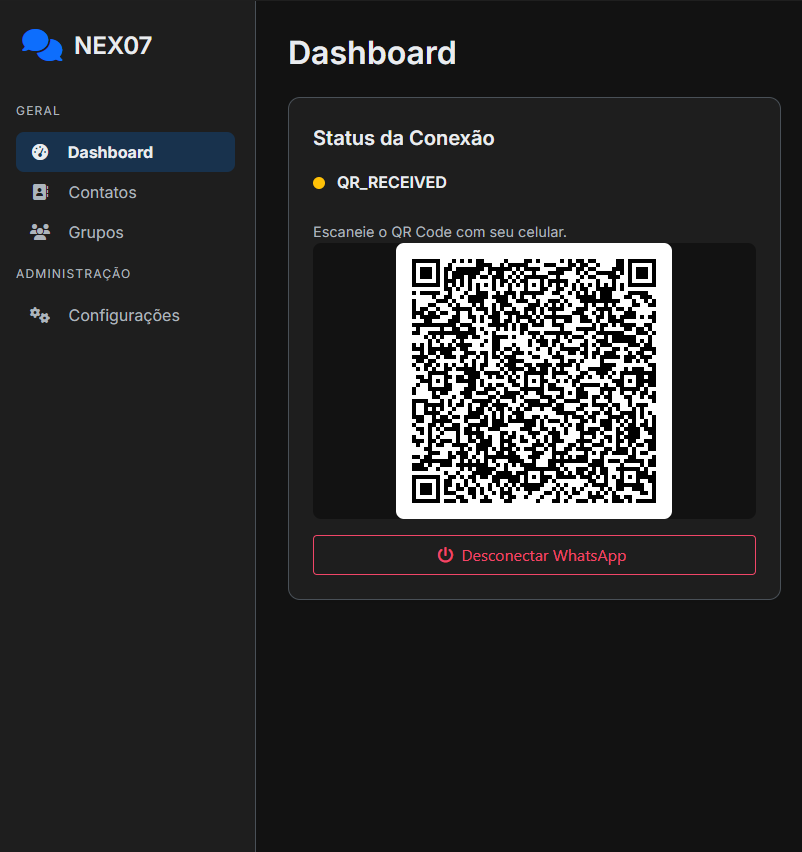 NEX07
GERAL
Dashboard
Contatos
Grupos
ADMINISTRAÇÃO
Configurações
Dashboard
Status da Conexão
QR_RECEIVED
Escaneie o QR Code com seu celular.
Desconectar WhatsApp